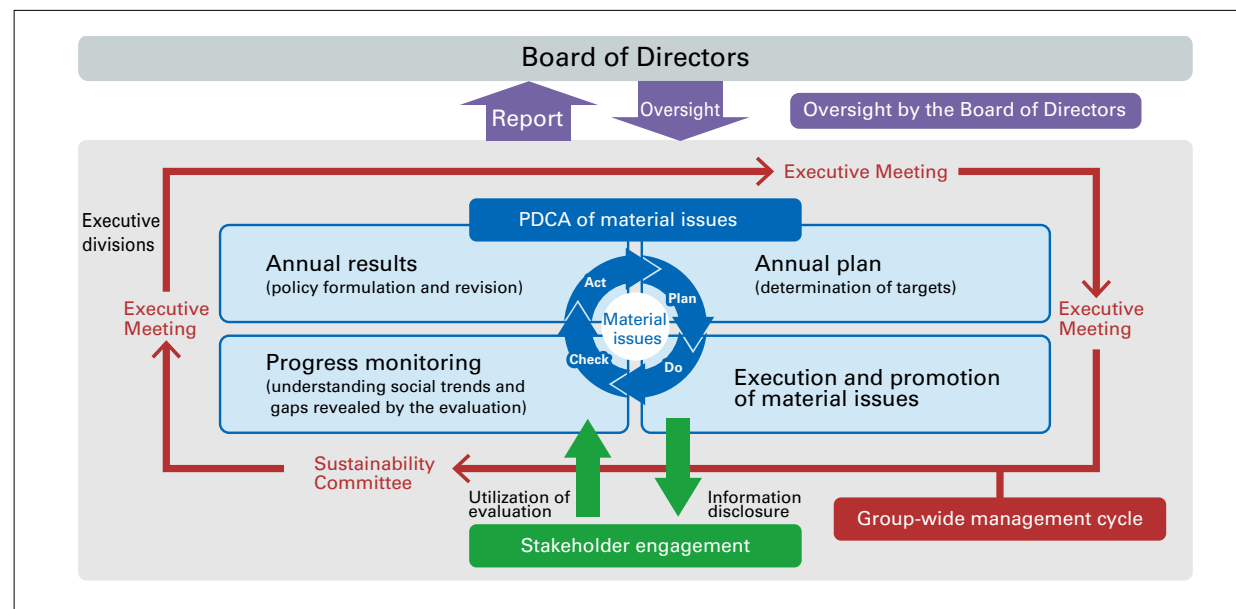 Board of Directors
Report
Oversight
Oversight by the Board of Directors
Executive Meeting
Executive
divisions
PDCA of material issues
Annual results
(policy formulation and revision)
Annual plan
(determination of targets)
Act
Plan
Material
issues
Check
Do
Executive
Meeting
Executive
Meeting
Progress monitoring
(understanding social trends and
gaps revealed by the evaluation)
Execution and promotion
of material issues
Sustainability
Committee
Utilization of
evaluation
Information
disclosure
Group-wide management cycle
Stakeholder engagement